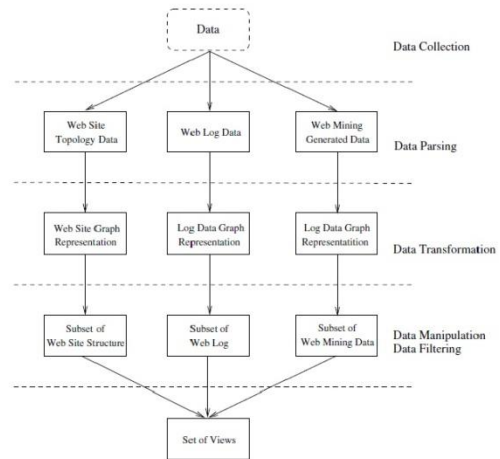 Data
Data Collection
Web Site
Topology Data
Web Log Data
Web Mining
Generated Data
Data Parsing
Web Site Graph
Representation
Log Data Graph
Representation
Log Data Graph
Representatition
Data Transformation
Subset of
Web Site Structure
Subset of
Web Log
Subset of
Web Mining Data
Data Manipulation
Data Filtering
Set of Views